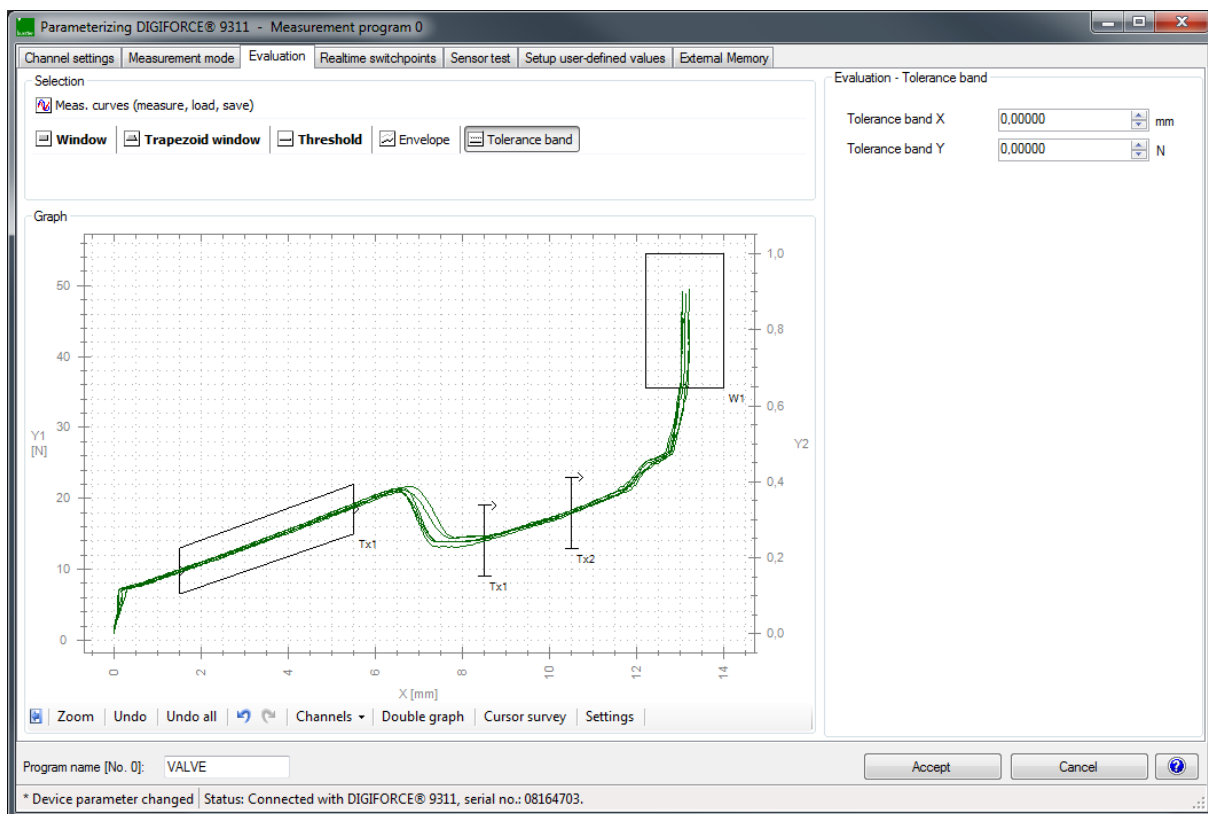 Parameterizing DIGIFORCE® 9311 - Measurement program 0
Channel settings Measurement mode Evaluation Realtime switchpoints Sensor test Setup user-defined values External Memory
Selection
Meas. curves (measure, load, save)
Window Trapezoid window Threshold Envelope Tolerance band
Evaluation - Tolerance band
Tolerance band X 0,00000 mm
Tolerance band Y 0,00000 N
Graph
50
40
30
20
10
0
Y1
[N]
1,0
0,8
0,6
0,4
0,2
0,0
Y2
W1
Tx1
Tx1
Tx2
0 2 4 6 8 10 12 14
X [mm]
Zoom Undo Undo all Channels Double graph Cursor survey Settings
Program name [No. 0]: VALVE Accept Cancel ?
* Device parameter changed Status: Connected with DIGIFORCE® 9311, serial no.: 08164703.